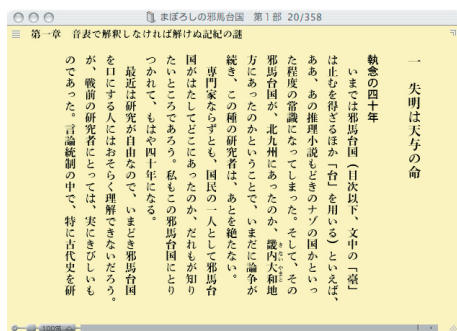 まぼろしの邪馬台国　第１部 20/358
第一章　音表で解釈しなければ解けぬ記紀の謎
一　失明は天与の命
執念の四十年
いまでは邪馬台国（目次以下、文中の「臺」
は止むを得ざるほか「台」を用いる）といえば、
ああ、あの推理小説もどきのナゾの国かといっ
た程度の常識になってしまった。そして、その
邪馬台国が、北九州にあったのか、畿内大和地
きないやまと
方にあったのかということで、いまだに論争が
続き、この種の研究者は、あとを絶たない。
専門家ならずとも、国民の一人として邪馬台
国がはたしてどこにあったのか、だれもが知り
たいところであろう。私もこの邪馬台国にとり
つかれて、もはや四十年になる。
最近は研究が自由なので、いまどき邪馬台国
を口にする人にはおそらく理解できないだろう。
が、戦前の研究者にとっては、実にきびしいも
のであった。言論統制の中で、特に古代史を研
100%